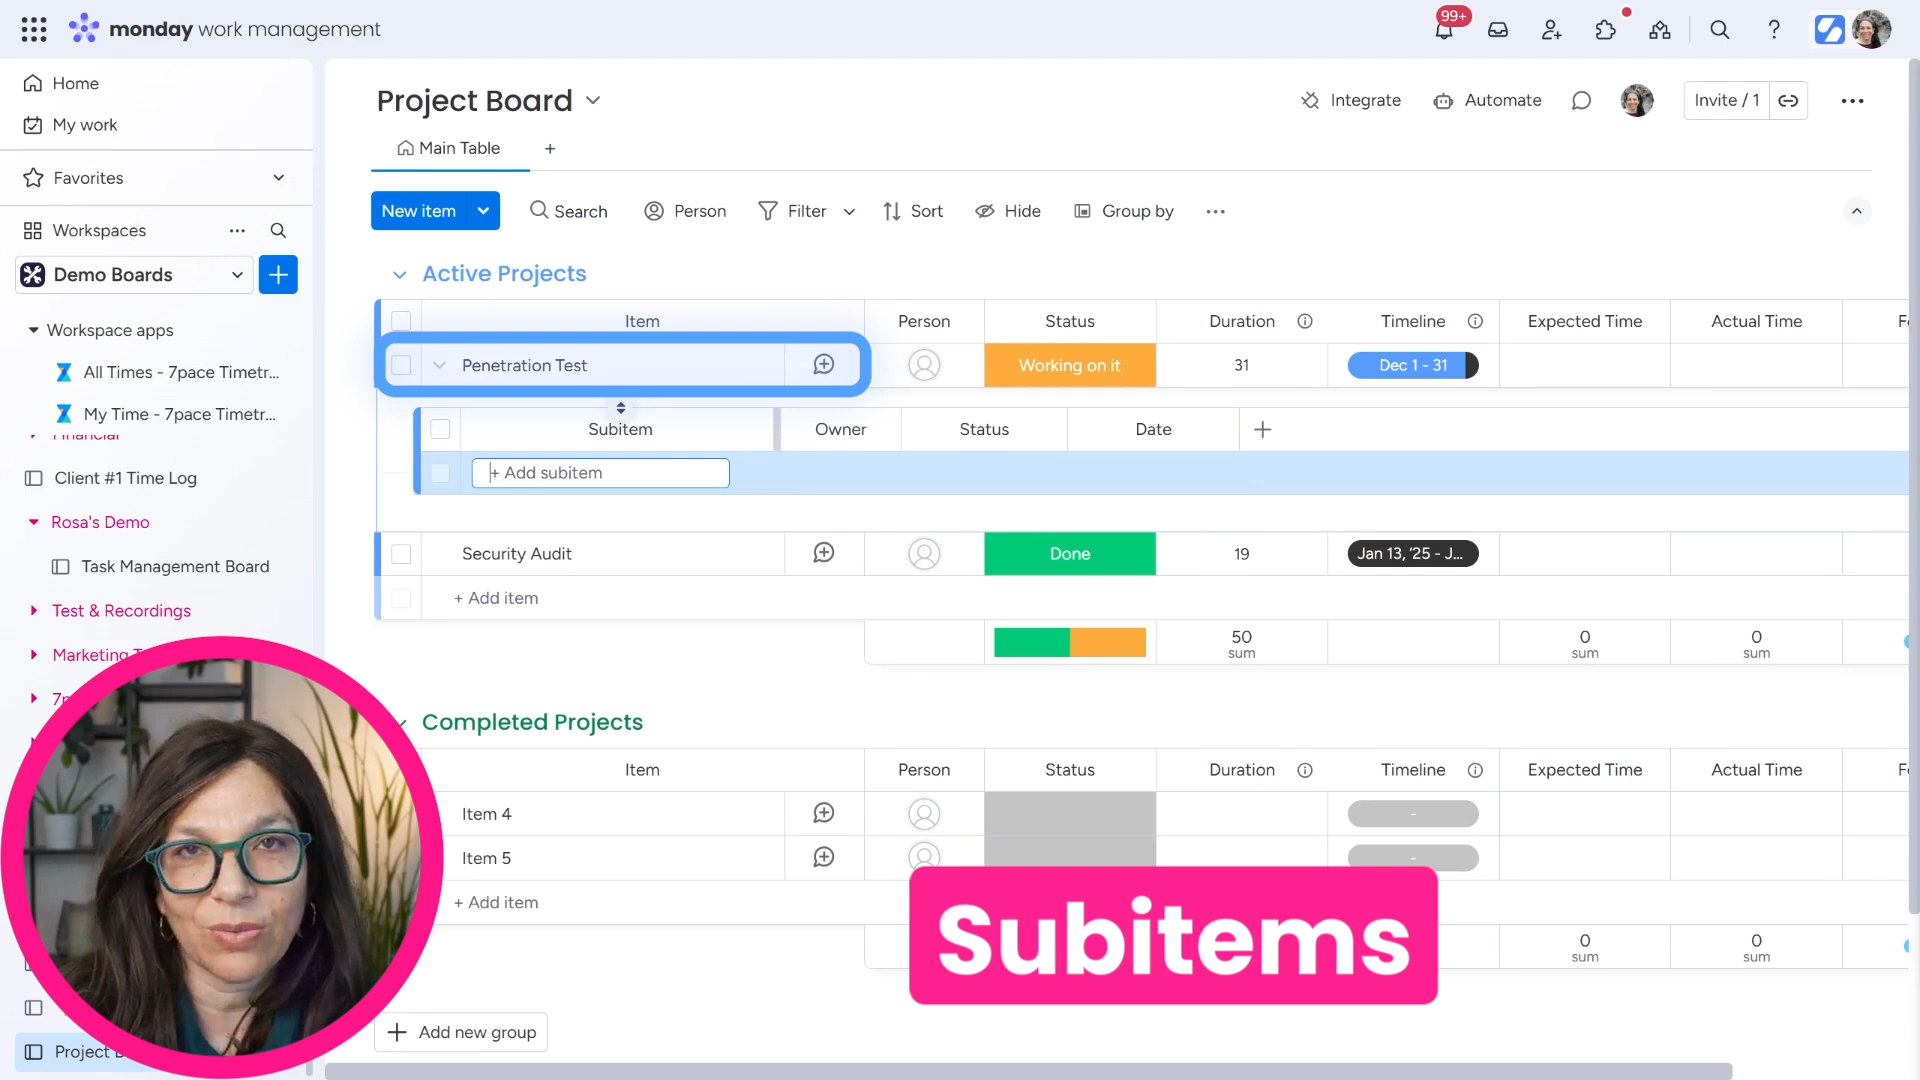 monday work management
99+
Home
My work
Favorites
Workspaces
Demo Boards
Workspace apps
All Times - 7pace Timetr...
My Time - 7pace Timetr...
Financial
Client #1 Time Log
Rosa's Demo
Task Management Board
Test & Recordings
Marketing
Project Board
Integrate
Automate
Invite / 1
Main Table
+
New item
Search
Person
Filter
Sort
Hide
Group by
Active Projects
Item Person Status Duration Timeline Expected Time Actual Time
Penetration Test Working on it 31 Dec 1 - 31
Subitem Owner Status Date +
+ Add subitem
Security Audit Done 19 Jan 13, '25 - J...
+ Add item
50 0 0
sum sum sum
Completed Projects
Item Person Status Duration Timeline Expected Time Actual Time
Item 4 -
Item 5 -
+ Add item
Subitems
0 0
sum sum
+ Add new group
Project